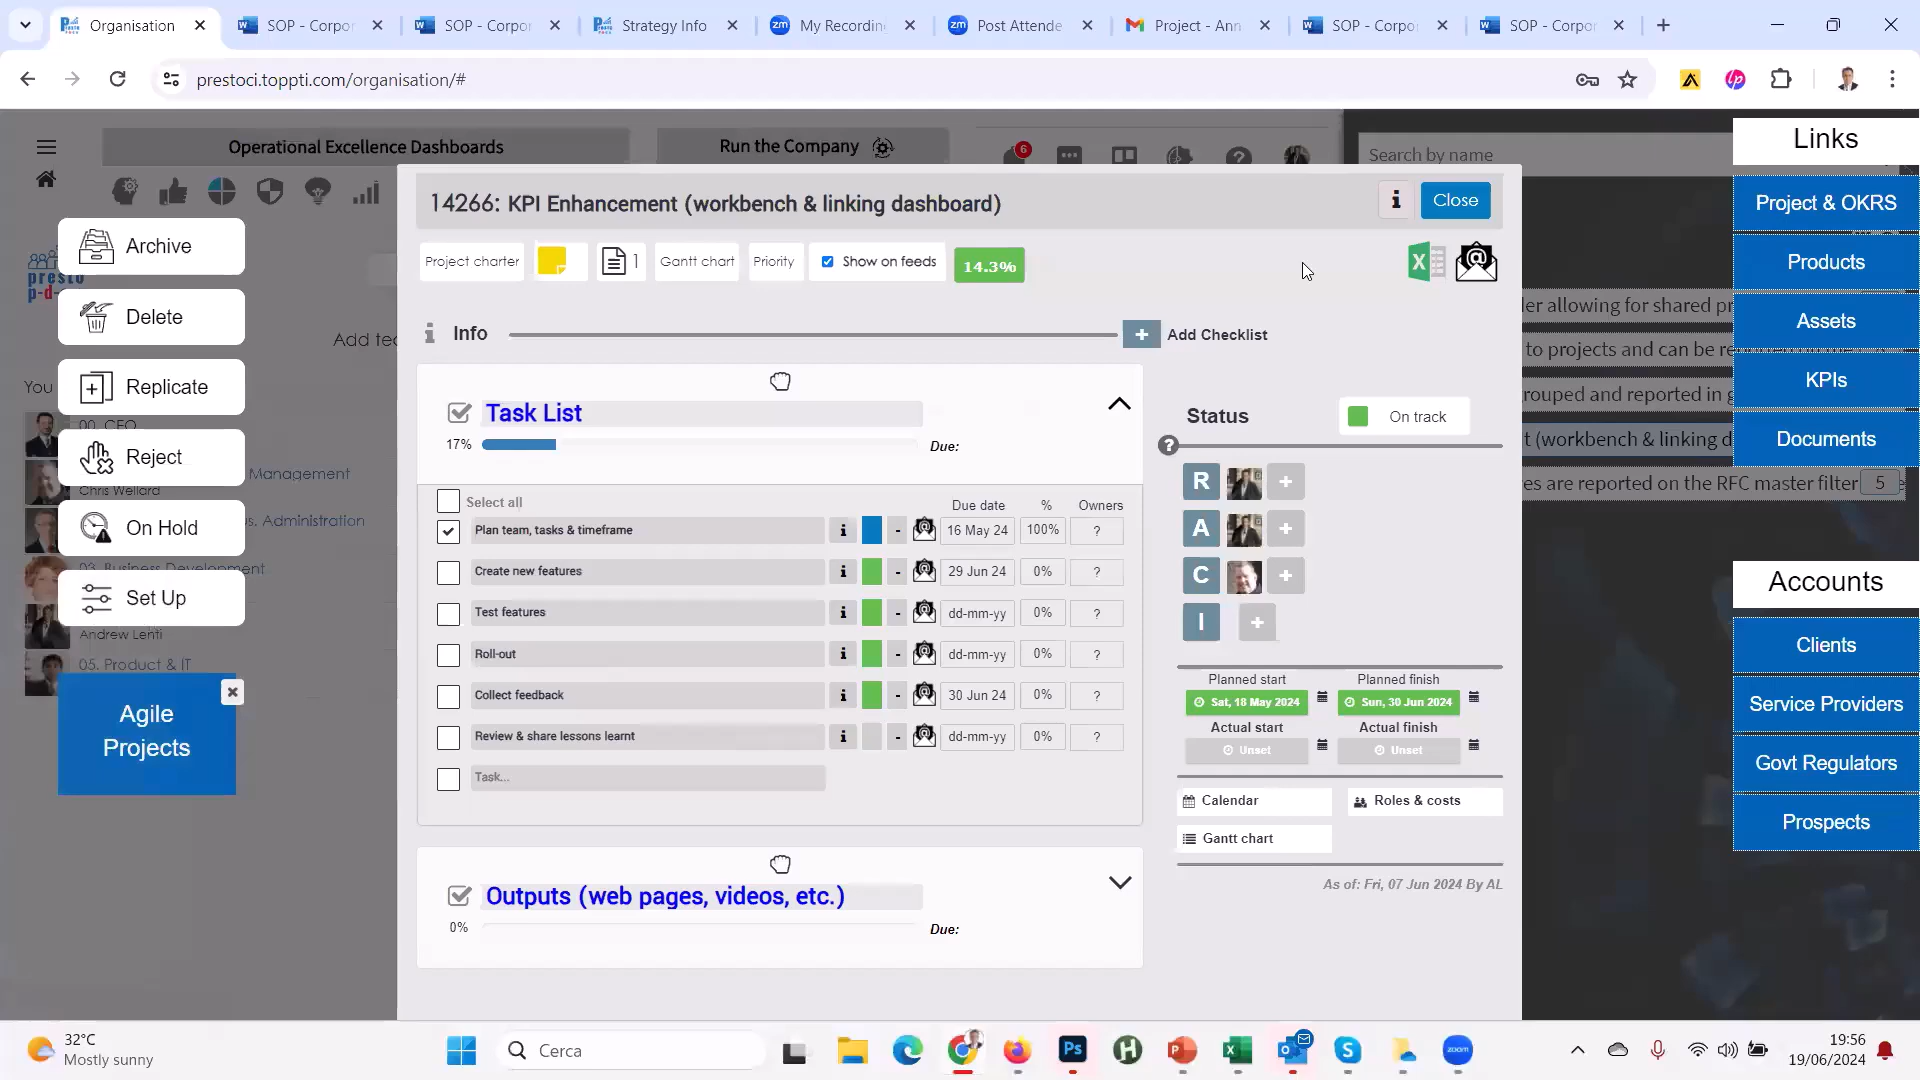 Organisation
SOP - Corpor
SOP - Corpor
Strategy Info
My Recording
Post Attende
Project - Ann
SOP - Corpor
SOP - Corpor
prestoci.toppti.com/organisation/#
Operational Excellence Dashboards
Run the Company
6
Search by name
Links
Project & OKRS
Products
Assets
KPIs
Documents
Accounts
Clients
Service Providers
Govt Regulators
Prospects
Archive
Delete
Replicate
Reject
On Hold
Set Up
Agile
Projects
presto
p-d-
Add te
You
00. CEO
Management
Chris Wellard
s, Administration
03. Business Development
Andrew Lenti
05. Product & IT
14266: KPI Enhancement (workbench & linking dashboard)
Close
Project charter
1
Gantt chart
Priority
Show on feeds
14.3%
Info
Add Checklist
Task List
17%
Due:
Select all
Due date
%
Owners
Plan team, tasks & timeframe
-
16 May 24
100%
?
Create new features
-
29 Jun 24
0%
?
Test features
-
dd-mm-yy
0%
?
Roll-out
-
dd-mm-yy
0%
?
Collect feedback
-
30 Jun 24
0%
?
Review & share lessons learnt
-
dd-mm-yy
0%
?
Task...
Outputs (web pages, videos, etc.)
0%
Due:
Status
On track
R
A
C
I
Planned start
Planned finish
Sat, 18 May 2024
Sun, 30 Jun 2024
Actual start
Actual finish
Unset
Unset
Calendar
Roles & costs
Gantt chart
As of: Fri, 07 Jun 2024 By AL
er allowing for shared pr
to projects and can be re
rouped and reported in g
t (workbench & linking d
res are reported on the RFC master filter
5
32°C
Mostly sunny
Cerca
19:56
19/06/2024